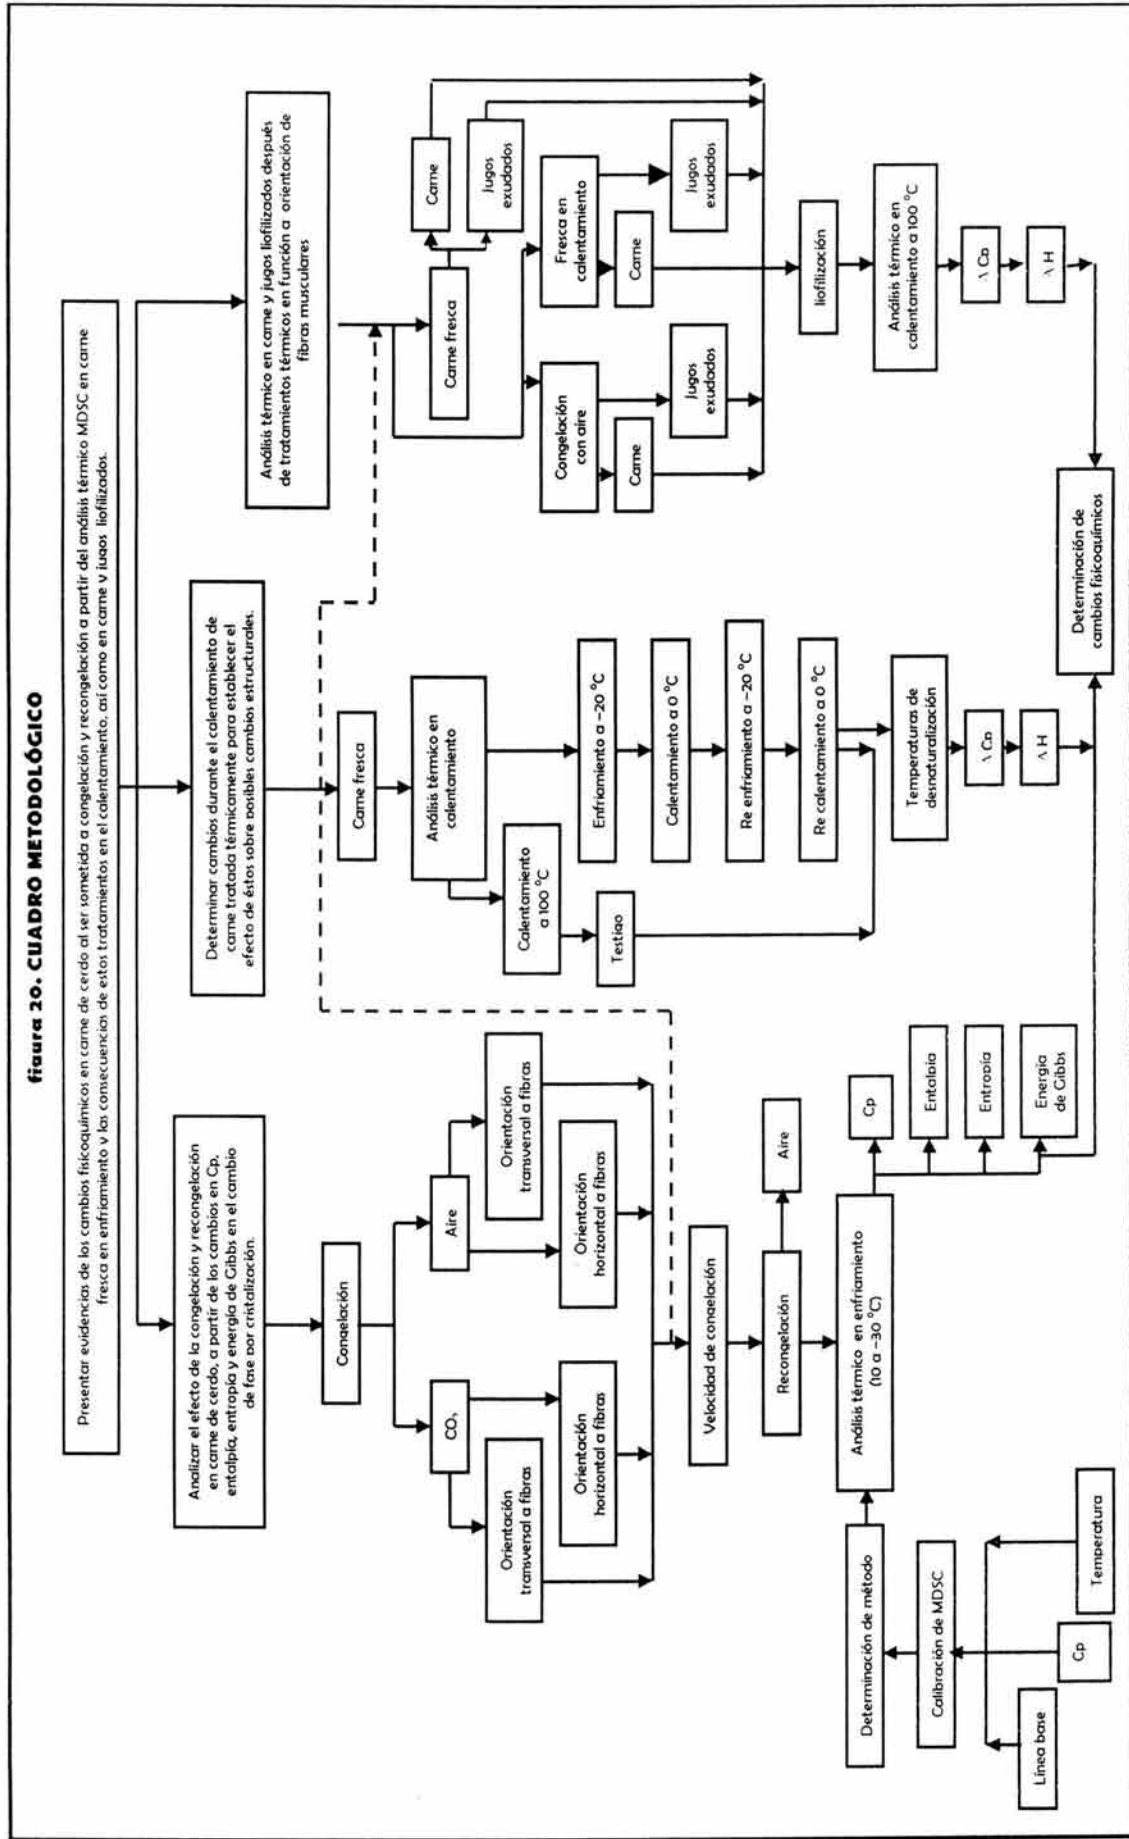 figura 20. CUADRO METODOLÓGICO
Presentar evidencias de los cambios fisicoquímicos en carne de cerdo al ser sometida a congelación y recongelación a partir del análisis térmico MDSC en carne
fresca en enfriamiento y las consecuencias de estos tratamientos en el calentamiento, así como en carne y jugos liofilizados.
Analizar el efecto de la congelación y recongelación
en carne de cerdo, a partir de los cambios en Cp,
entalpía, entropía y energía de Gibbs en el cambio
de fase por cristalización.
Congelación
CO₂
Aire
Orientación
transversal a fibras
Orientación
horizontal a fibras
Orientación
horizontal a fibras
Orientación
transversal a fibras
Velocidad de congelación
Recongelación
Aire
Determinación de método
Análisis térmico en enfriamiento
(10 a -30 °C)
Cp
Entalpía
Entropía
Energía
de Gibbs
Calibración de MDSC
Línea base
Cp
Temperatura
Determinar cambios durante el calentamiento de
carne tratada térmicamente para establecer el
efecto de éstos sobre posibles cambios estructurales.
Carne fresca
Análisis térmico en
calentamiento
Calentamiento
a 100 °C
Testigo
Enfriamiento a -20 °C
Calentamiento a 0 °C
Re enfriamiento a -20 °C
Re calentamiento a 0 °C
Temperaturas de
desnaturalización
Δ Cp
Δ H
Análisis térmico en carne y jugos liofilizados después
de tratamientos térmicos en función a orientación de
fibras musculares
Carne fresca
Carne
Jugos
exudados
Congelación
con aire
Carne
Jugos
exudados
Fresca en
calentamiento
Carne
Jugos
exudados
liofilización
Análisis térmico en
calentamiento a 100 °C
Δ Cp
Δ H
Determinación de
cambios fisicoquímicos